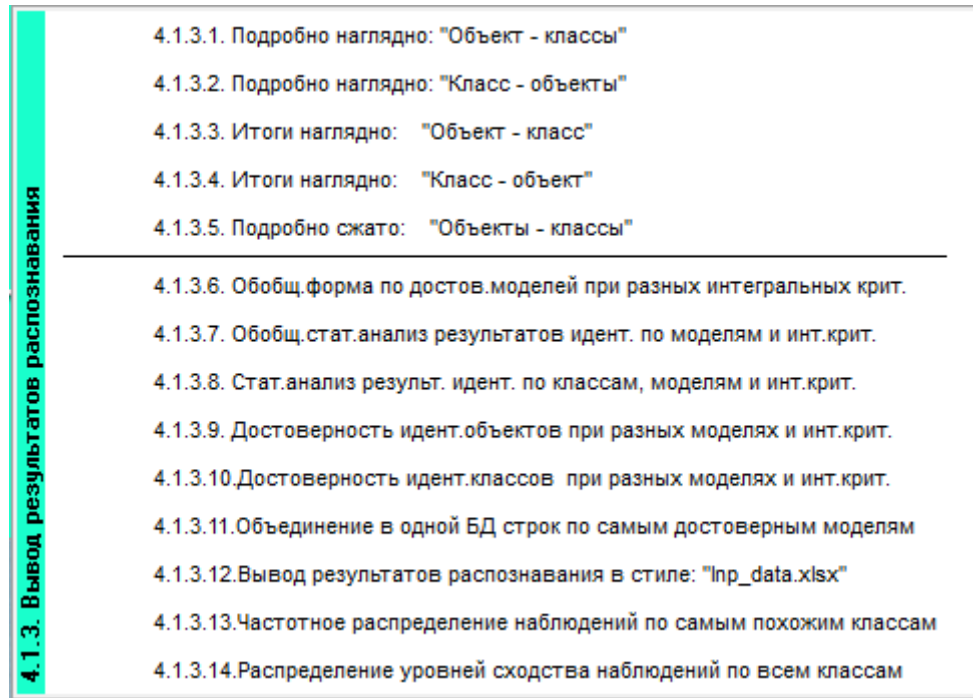 4.1.3. Вывод результатов распознавания
4.1.3.1. Подробно наглядно: "Объект - классы"
4.1.3.2. Подробно наглядно: "Класс - объекты"
4.1.3.3. Итоги наглядно: "Объект - класс"
4.1.3.4. Итоги наглядно: "Класс - объект"
4.1.3.5. Подробно сжато: "Объекты - классы"
4.1.3.6. Обобщ.форма по достов.моделей при разных интегральных крит.
4.1.3.7. Обобщ.стат.анализ результатов идент. по моделям и инт.крит.
4.1.3.8. Стат.анализ результ. идент. по классам, моделям и инт.крит.
4.1.3.9. Достоверность идент.объектов при разных моделях и инт.крит.
4.1.3.10.Достоверность идент.классов при разных моделях и инт.крит.
4.1.3.11.Объединение в одной БД строк по самым достоверным моделям
4.1.3.12.Вывод результатов распознавания в стиле: "Inp_data.xlsx"
4.1.3.13.Частотное распределение наблюдений по самым похожим классам
4.1.3.14.Распределение уровней сходства наблюдений по всем классам